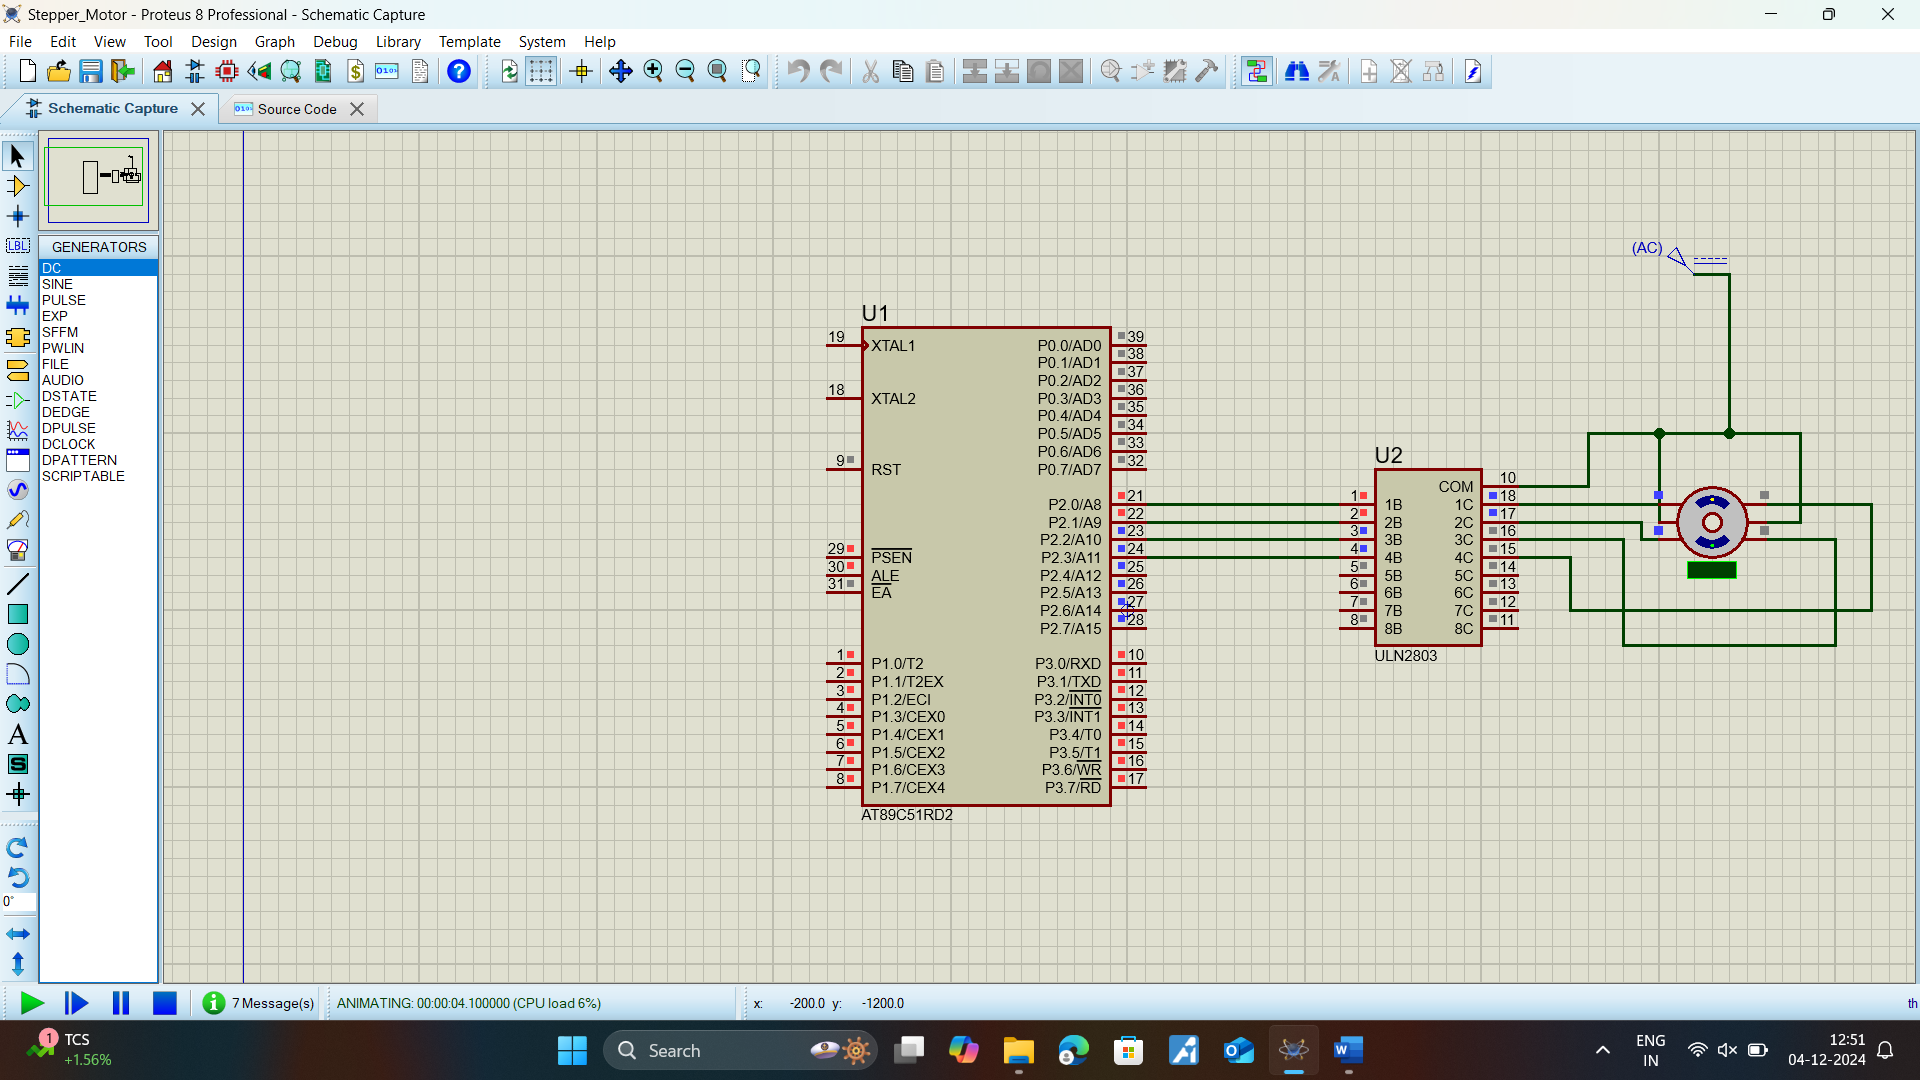 Stepper_Motor - Proteus 8 Professional - Schematic Capture
File Edit View Tool Design Graph Debug Library Template System Help
Schematic Capture
Source Code
LBL
GENERATORS
DC
SINE
PULSE
EXP
SFFM
PWLIN
FILE
AUDIO
DSTATE
DEDGE
DPULSE
DCLOCK
DPATTERN
SCRIPTABLE
A
S
0°
(AC)
U1
19 XTAL1
18 XTAL2
9 RST
29 PSEN
30 ALE
31 EA
1 P1.0/T2
2 P1.1/T2EX
3 P1.2/ECI
4 P1.3/CEX0
5 P1.4/CEX1
6 P1.5/CEX2
7 P1.6/CEX3
8 P1.7/CEX4
P0.0/AD0 39
P0.1/AD1 38
P0.2/AD2 37
P0.3/AD3 36
P0.4/AD4 35
P0.5/AD5 34
P0.6/AD6 33
P0.7/AD7 32
P2.0/A8 21
P2.1/A9 22
P2.2/A10 23
P2.3/A11 24
P2.4/A12 25
P2.5/A13 26
P2.6/A14 27
P2.7/A15 28
P3.0/RXD 10
P3.1/TXD 11
P3.2/INT0 12
P3.3/INT1 13
P3.4/T0 14
P3.5/T1 15
P3.6/WR 16
P3.7/RD 17
AT89C51RD2
U2
COM 10
1 1B 1C 18
2 2B 2C 17
3 3B 3C 16
4 4B 4C 15
5 5B 5C 14
6 6B 6C 13
7 7B 7C 12
8 8B 8C 11
ULN2803
7 Message(s)
ANIMATING: 00:00:04.100000 (CPU load 6%)
x: -200.0 y: -1200.0
th
1
TCS
+1.56%
Search
ENG
IN
12:51
04-12-2024